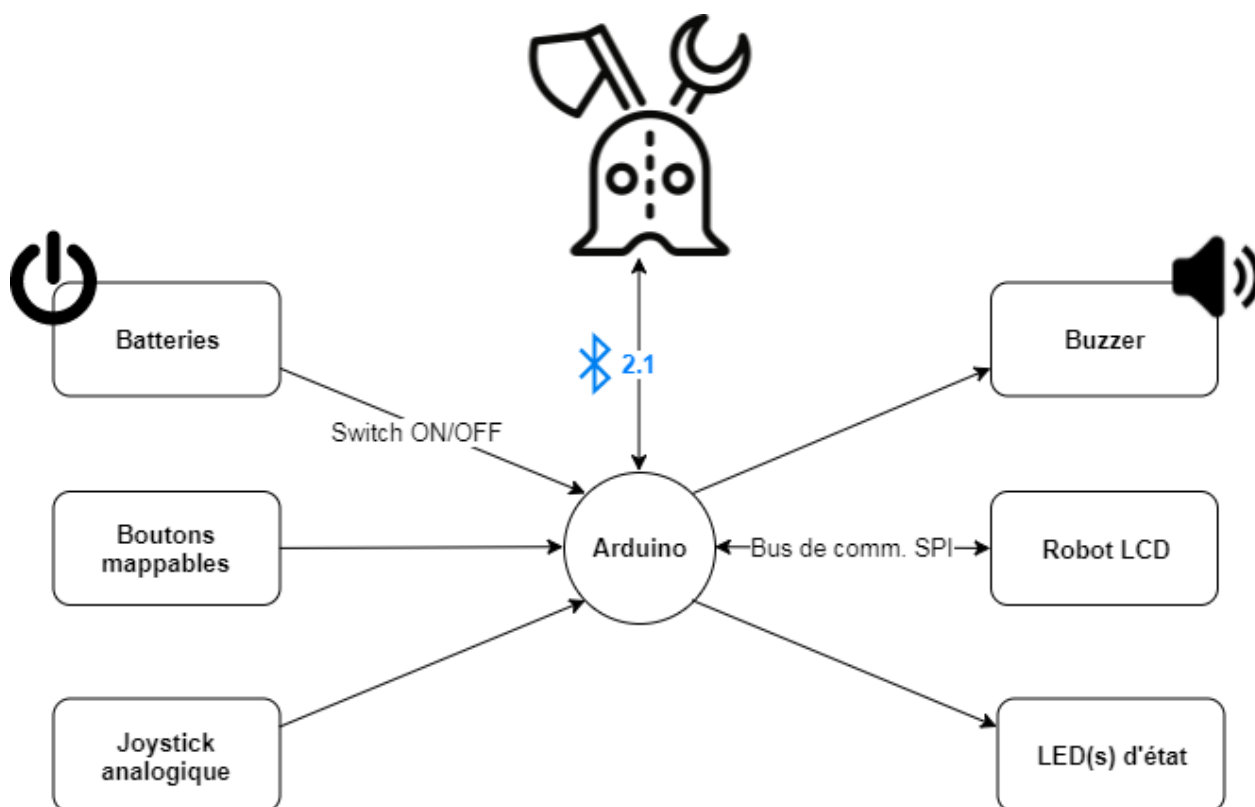 2.1
Batteries
Buzzer
Switch ON/OFF
Boutons
mappables
Arduino
Bus de comm. SPI
Robot LCD
Joystick
analogique
LED(s) d'état